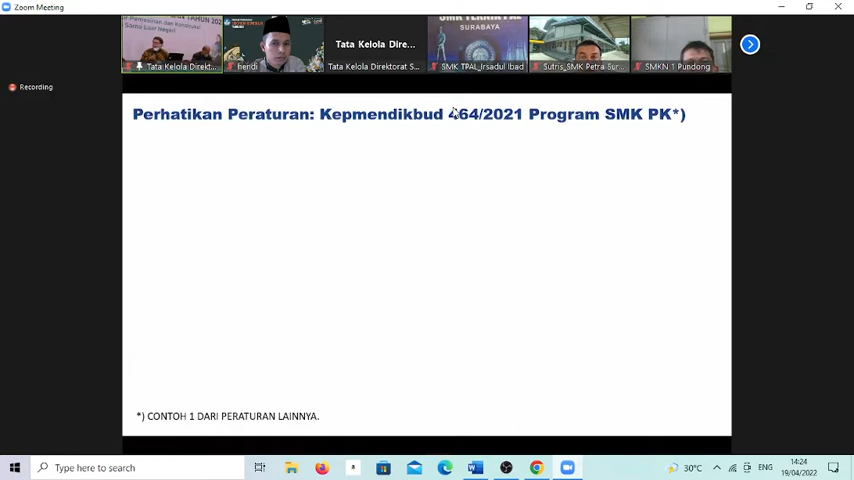 Zoom Meeting
SMK TEKNIK PAL
SURABAYA
Tata Kelola Dire...
Tata Kelola Direkt...
hendi
Tata Kelola Direktorat S...
SMK TPAL_Irsadul Ibad
Sutris_SMK Petra Sur...
SMKN 1 Pundong
Recording
Perhatikan Peraturan: Kepmendikbud 464/2021 Program SMK PK*)
*) CONTOH 1 DARI PERATURAN LAINNYA.
Type here to search
30°C
ENG
14:24
19/04/2022